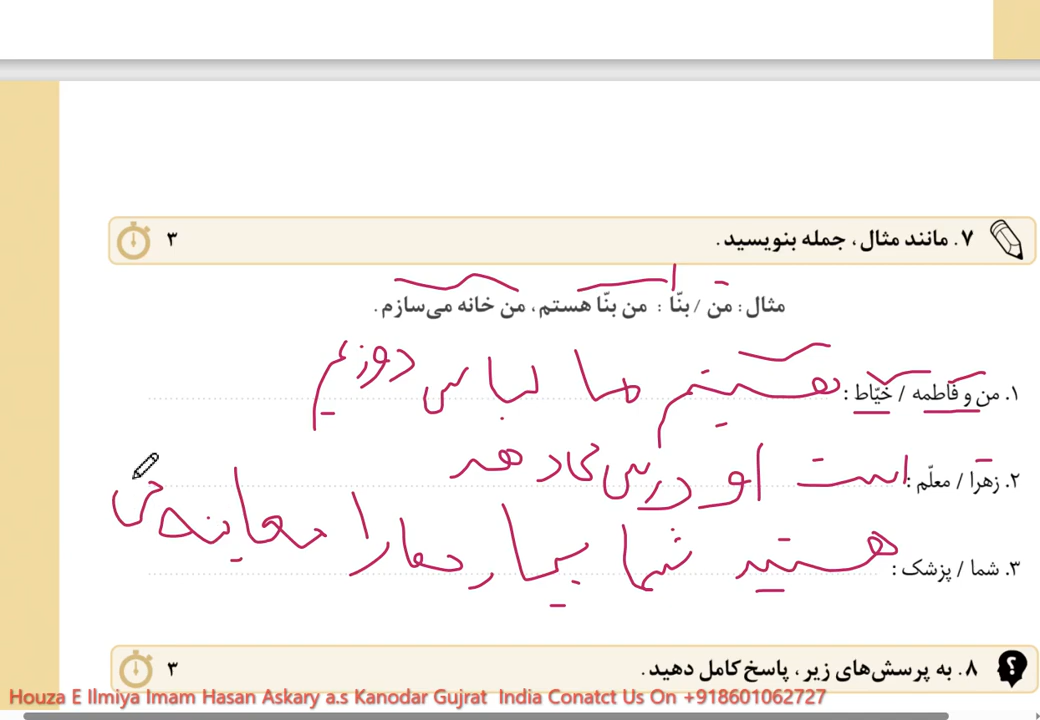 ۷. مانند مثال، جمله بنویسید. ۳
مثال: من / بنّا : من بنّا هستم، من خانه می‌سازم.
۱. من و فاطمه / خیّاط : هستیم ما لباس دوزیم
۲. زهرا / معلّم : است او درس می‌دهد
۳. شما / پزشک : هستید شما بیمارها را معاینه می
۸. به پرسش‌های زیر، پاسخ کامل دهید. ۳
Houza E Ilmiya Imam Hasan Askary a.s Kanodar Gujrat India Conatct Us On +918601062727